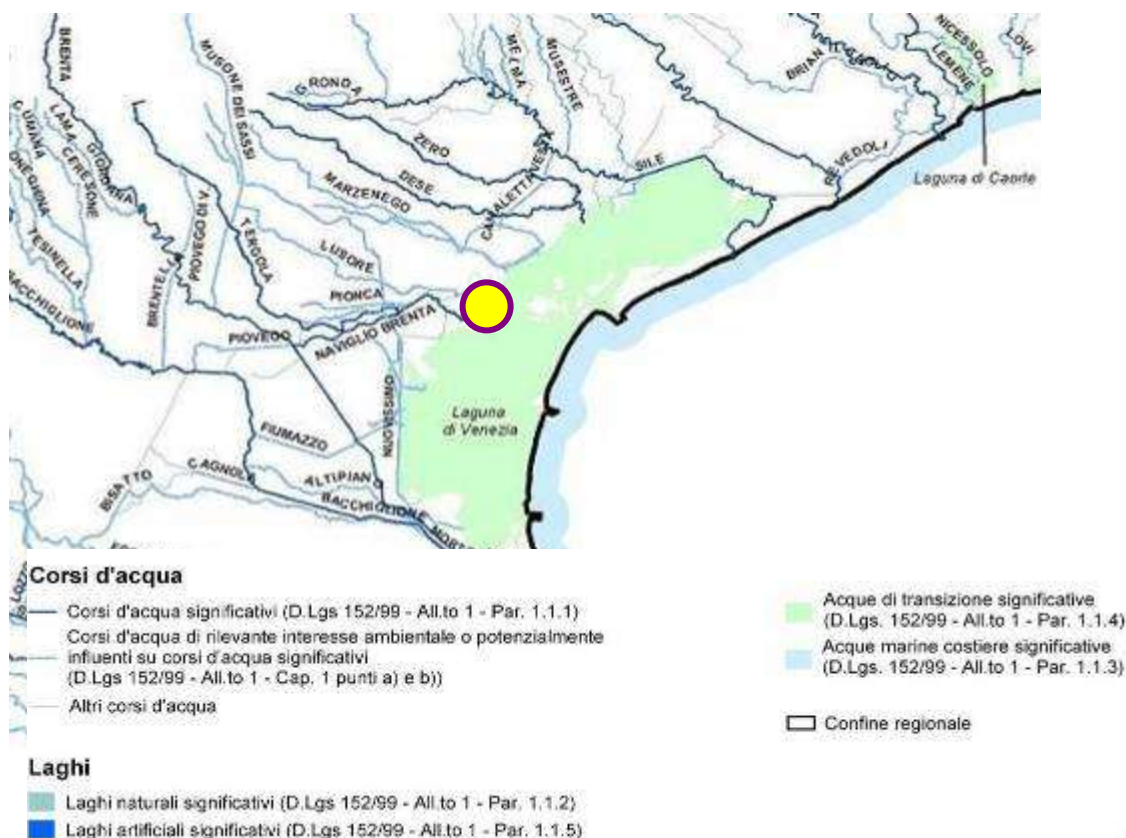 BRENTA
MUSONE DEI SASSI
GRONDA
MELMA
MUSESTRE
BRIAN
NICESSOLO
LEMENE
LOVI
LAMA
CERESONE
GIORDANA
ZERO
DESE
MARZENEGO
SILE
REVEDOLI
Laguna di Caorle
TESINELLA
BACCHIGLIONE
BRENTELLA
PIOVEGO DI V.
TERGOLA
LUSORE
PIONCA
PIOVEGO
NAVIGLIO BRENTA
NUOVISSIMO
Laguna
di Venezia
FIUMAZZO
CAGNOLA
ALTIPIANO
BISATTO
BACCHIGLIONE
LOZZO
Corsi d'acqua
Corsi d'acqua significativi (D.Lgs 152/99 - All.to 1 - Par. 1.1.1)
Corsi d'acqua di rilevante interesse ambientale o potenzialmente
influenti su corsi d'acqua significativi
(D.Lgs 152/99 - All.to 1 - Cap. 1 punti a) e b))
Altri corsi d'acqua
Acque di transizione significative
(D.Lgs. 152/99 - All.to 1 - Par. 1.1.4)
Acque marine costiere significative
(D.Lgs. 152/99 - All.to 1 - Par. 1.1.3)
Confine regionale
Laghi
Laghi naturali significativi (D.Lgs 152/99 - All.to 1 - Par. 1.1.2)
Laghi artificiali significativi (D.Lgs 152/99 - All.to 1 - Par. 1.1.5)